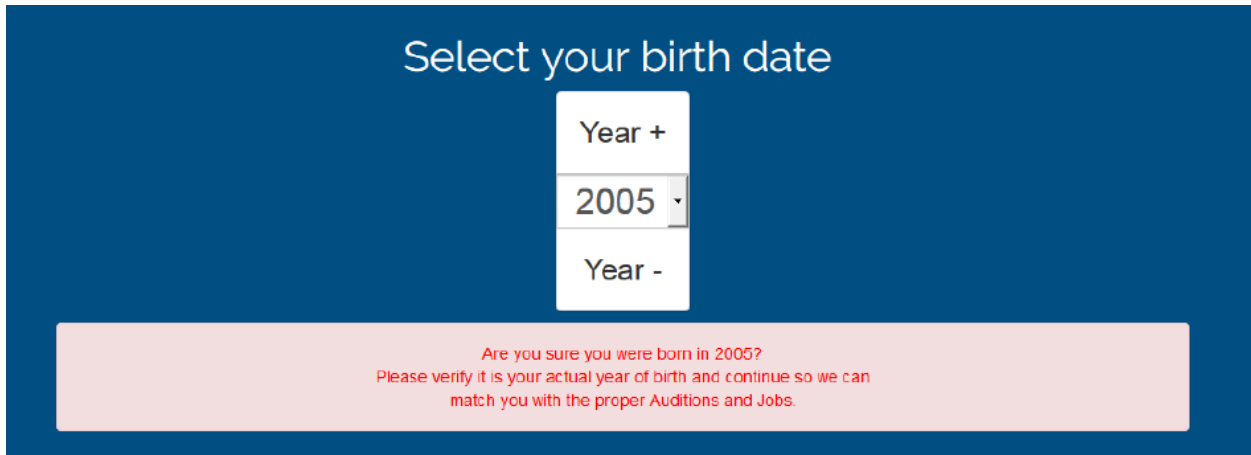 Select your birth date
Year +
2005
Year -
Are you sure you were born in 2005?
Please verify it is your actual year of birth and continue so we can
match you with the proper Auditions and Jobs.